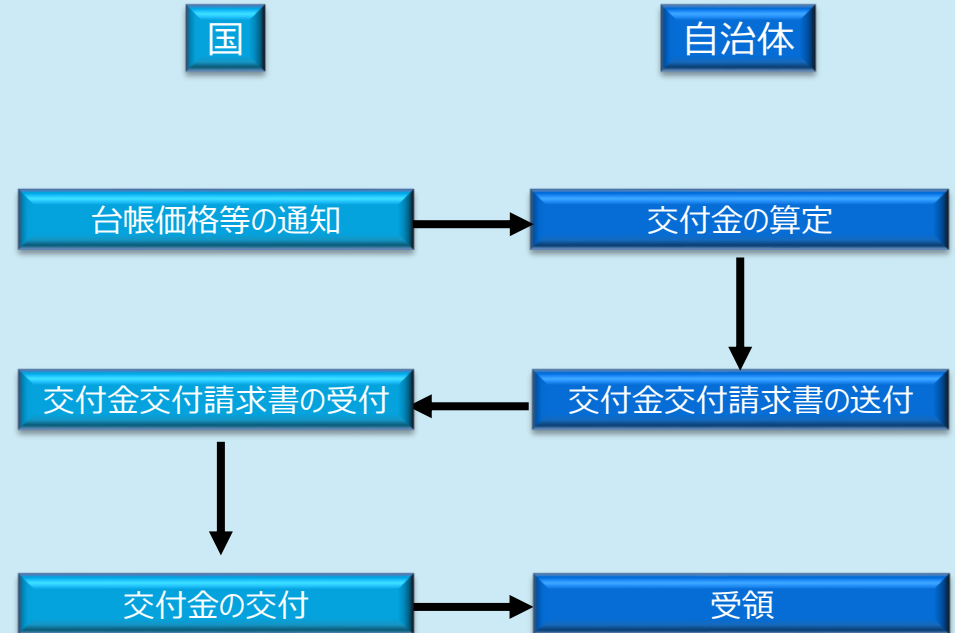 国
自治体
台帳価格等の通知
交付金の算定
交付金交付請求書の受付
交付金交付請求書の送付
交付金の交付
受領